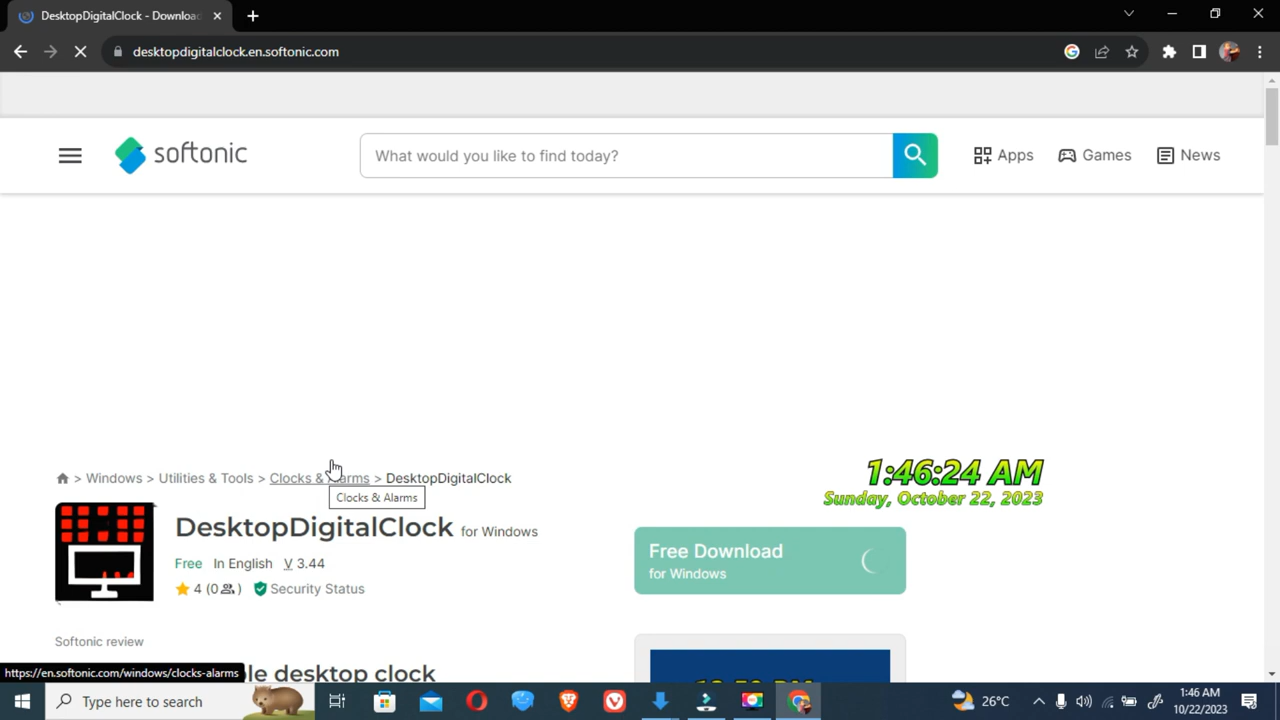 DesktopDigitalClock - Download
desktopdigitalclock.en.softonic.com
softonic
What would you like to find today?
Apps
Games
News
> Windows > Utilities & Tools > Clocks & Alarms > DesktopDigitalClock
Clocks & Alarms
1:46:24 AM
Sunday, October 22, 2023
DesktopDigitalClock for Windows
Free In English V 3.44
4 (0) Security Status
Free Download
for Windows
Softonic review
le desktop clock
https://en.softonic.com/windows/clocks-alarms
Type here to search
26°C
1:46 AM
10/22/2023